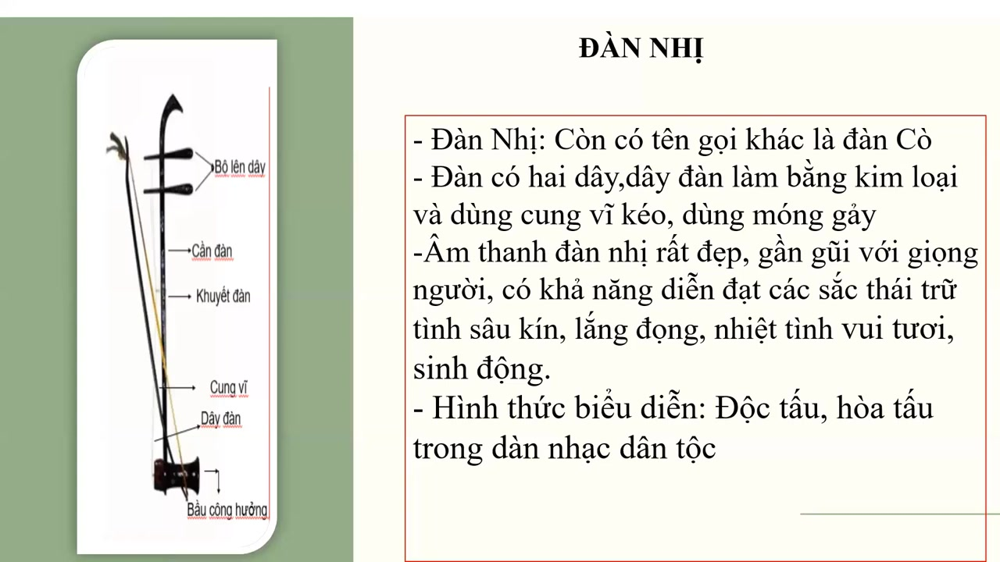 ĐÀN NHỊ
Bộ lên dây
Cần đàn
Khuyết đàn
Cung vĩ
Dây đàn
Bầu cộng hưởng
- Đàn Nhị: Còn có tên gọi khác là đàn Cò
- Đàn có hai dây,dây đàn làm bằng kim loại
và dùng cung vĩ kéo, dùng móng gảy
-Âm thanh đàn nhị rất đẹp, gần gũi với giọng
người, có khả năng diễn đạt các sắc thái trữ
tình sâu kín, lắng đọng, nhiệt tình vui tươi,
sinh động.
- Hình thức biểu diễn: Độc tấu, hòa tấu
trong dàn nhạc dân tộc